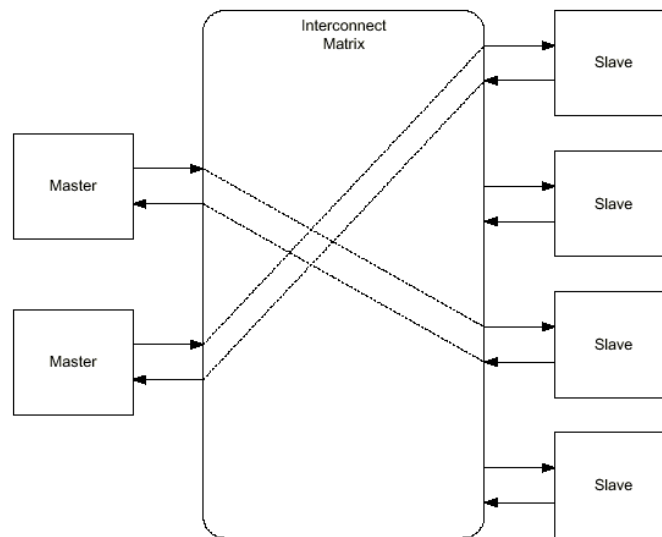 Interconnect
Matrix
Slave
Master
Slave
Master
Slave
Slave